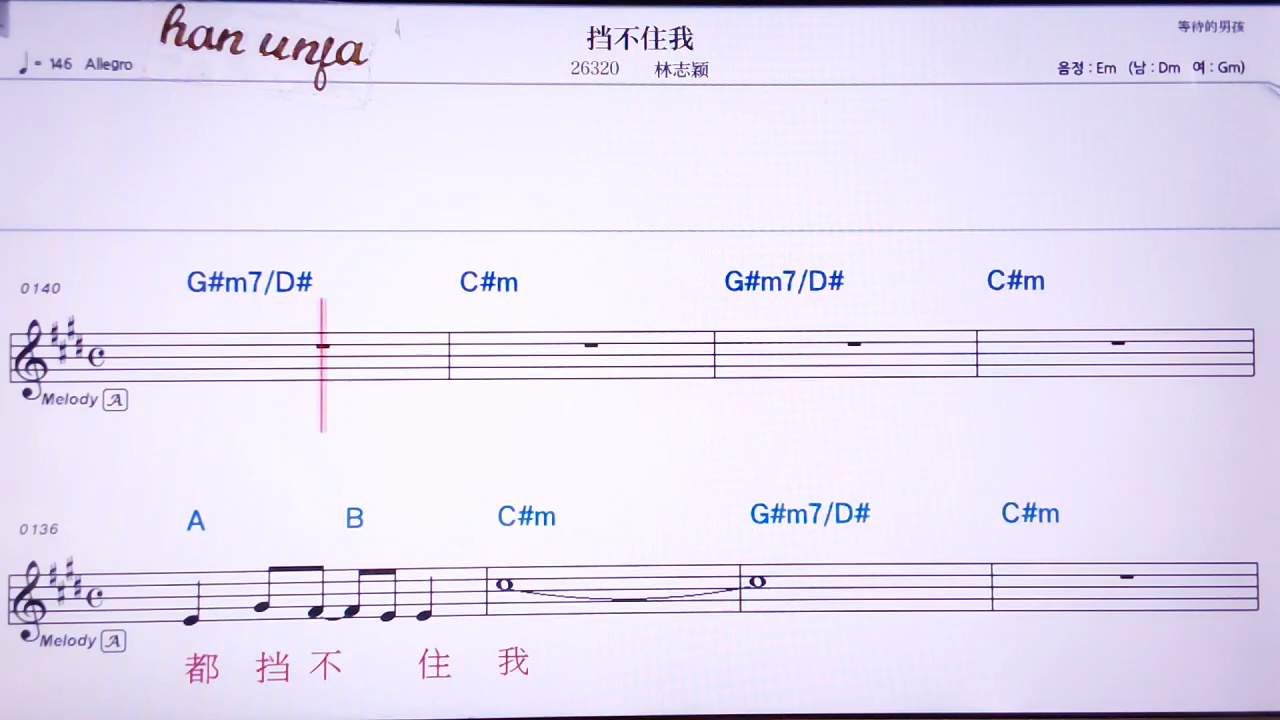 han unfa
挡不住我
等待的男孩
♩= 146 Allegro
26320 林志颖
음정 : Em (남 : Dm 여 : Gm)
0140
G#m7/D# C#m G#m7/D# C#m
Melody A
0136
A B C#m G#m7/D# C#m
Melody A
都 挡 不 住 我